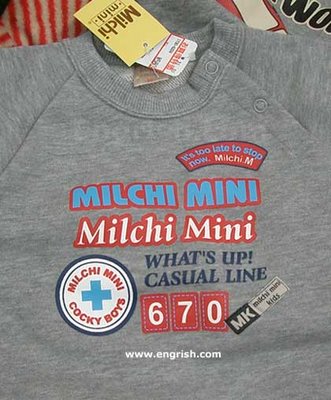 Milchi
mini
It's too late to stop
now. Milchi.M
MILCHI MINI
Milchi Mini
WHAT'S UP!
CASUAL LINE
MILCHI MINI
COCKY BOYS
670
MK milchi mini
kids
www.engrish.com